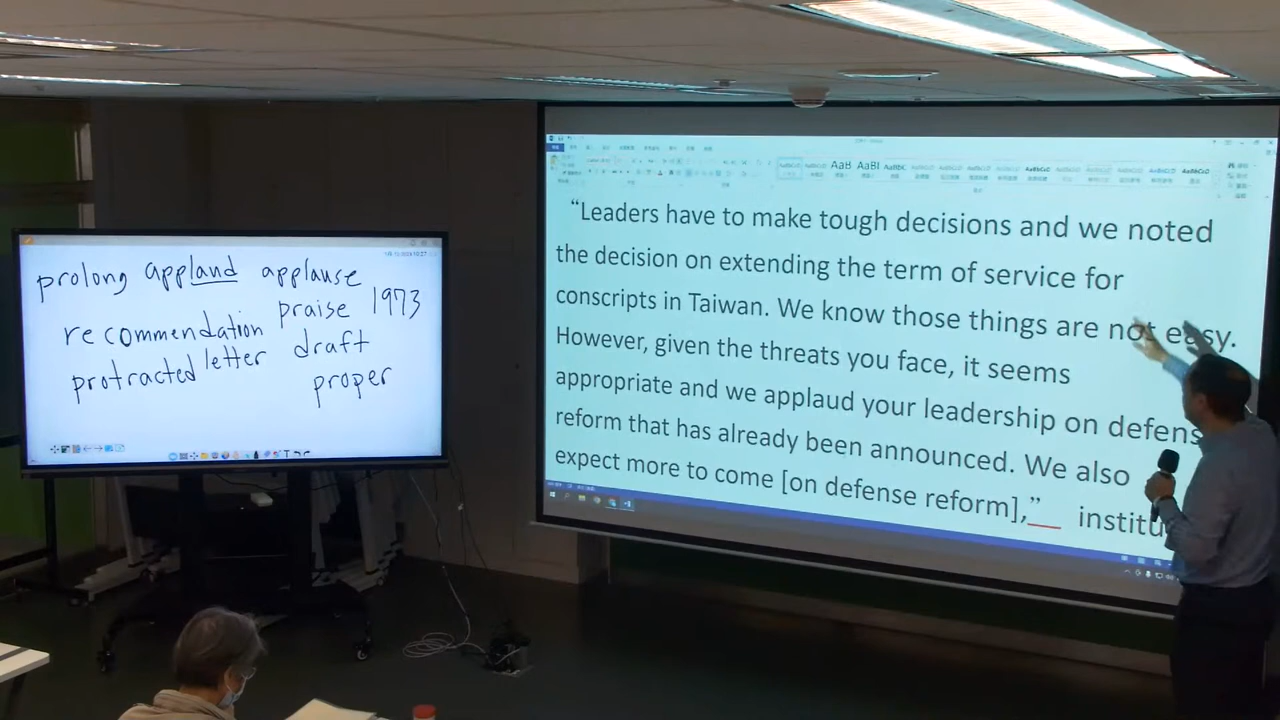 prolong appland applause
praise 1973
recommendation
letter draft
protracted
proper
AaB AaBl AaBbC
“Leaders have to make tough decisions and we noted
the decision on extending the term of service for
conscripts in Taiwan. We know those things are not easy.
However, given the threats you face, it seems
appropriate and we applaud your leadership on defens
reform that has already been announced. We also
expect more to come [on defense reform],” institu